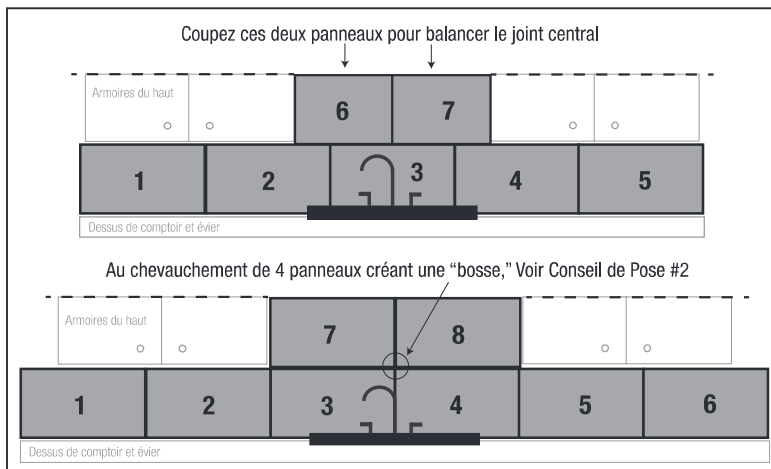 Coupez ces deux panneaux pour balancer le joint central
Armoires du haut
6 7
1 2 3 4 5
Dessus de comptoir et évier
Au chevauchement de 4 panneaux créant une “bosse,” Voir Conseil de Pose #2
Armoires du haut
7 8
1 2 3 4 5 6
Dessus de comptoir et évier